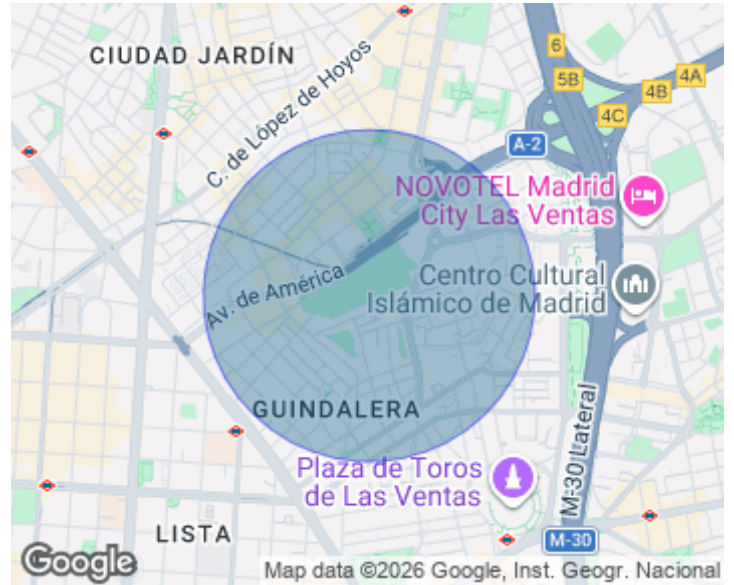 CIUDAD JARDÍN
C. de López de Hoyos
6
5B
4A
4B
4C
A-2
NOVOTEL Madrid
City Las Ventas
Av. de América
Centro Cultural
Islámico de Madrid
GUINDALERA
M-30 Lateral
Plaza de Toros
de Las Ventas
LISTA
M-30
Google
Map data ©2026 Google, Inst. Geogr. Nacional